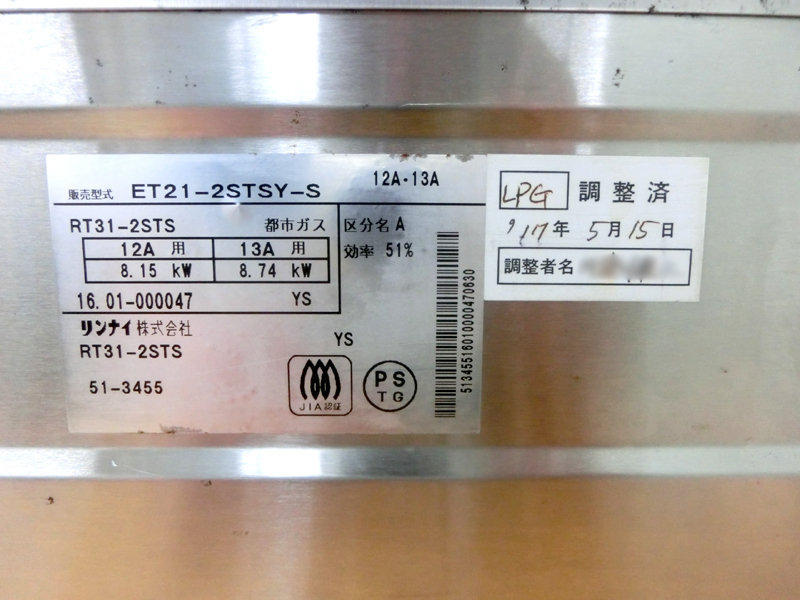 販売型式 ET21-2STSY-S 12A・13A
RT31-2STS 都市ガス
12A 用 13A 用
8.15 kW 8.74 kW
16.01-000047 YS
区分名 A
効率 51%
リンナイ株式会社
RT31-2STS
YS
51-3455
JIA認証
PS
TG
5134551601000047063​0
LPG 調整済
'17年 5月15日
調整者名